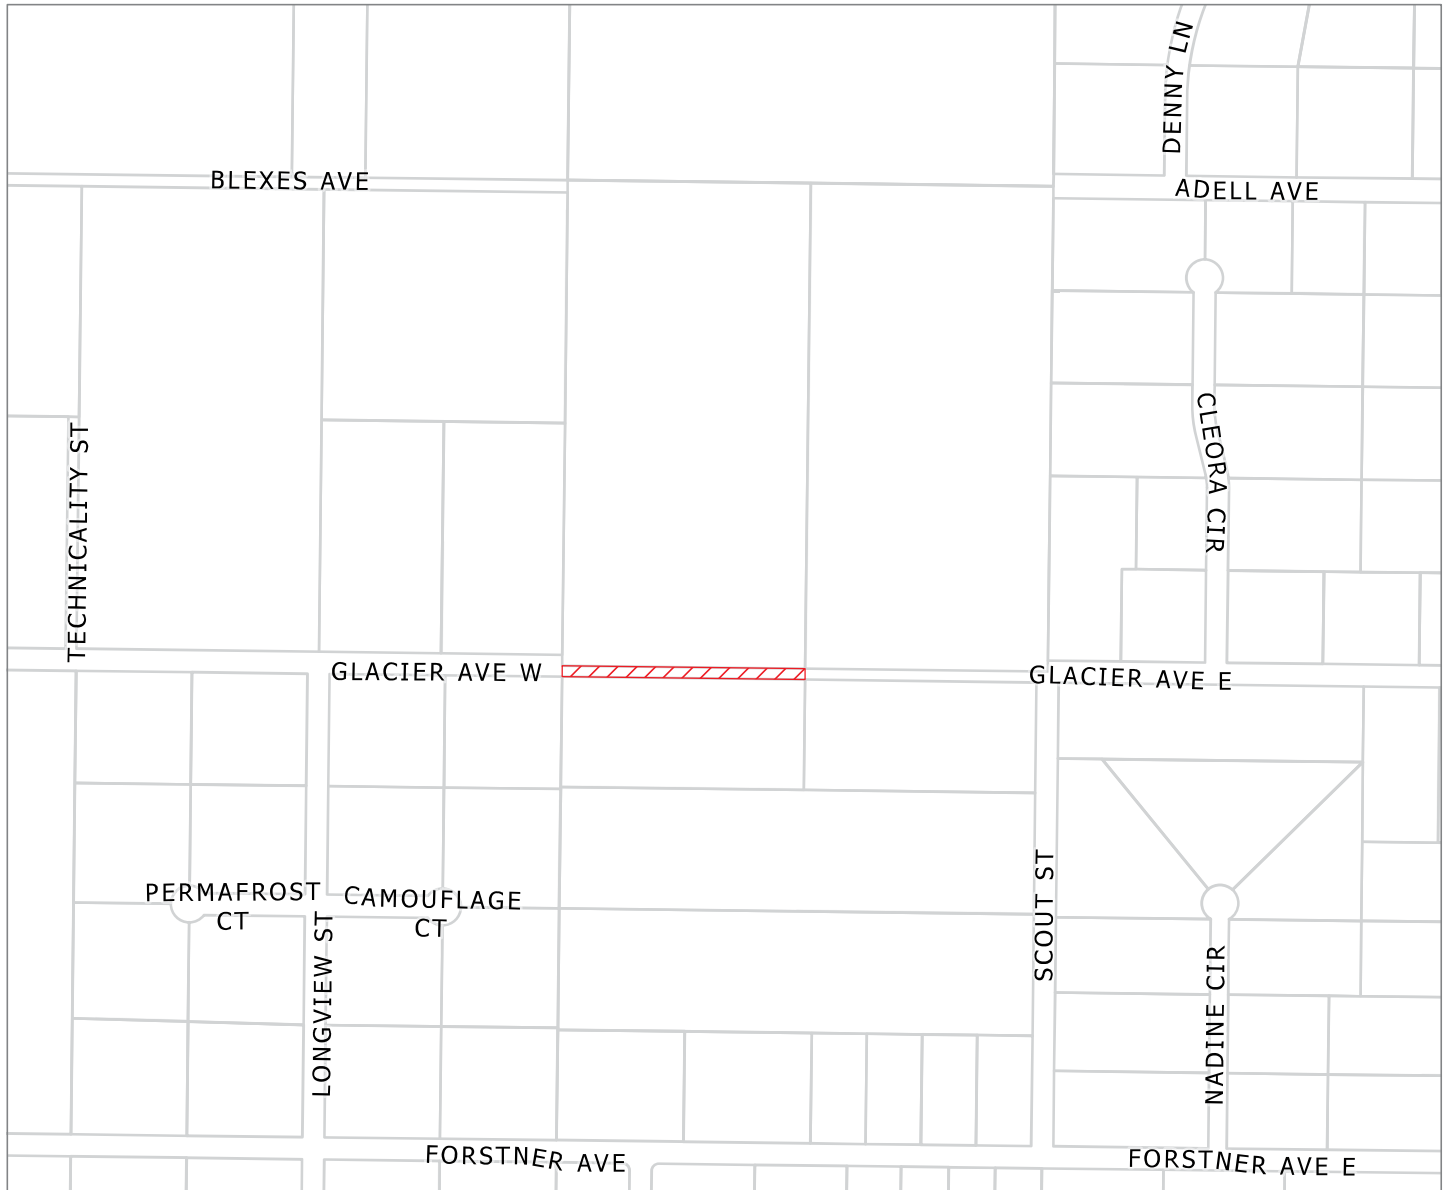 DENNY LN
BLEXES AVE
ADELL AVE
CLEORA CIR
TECHNICALITY ST
GLACIER AVE W
GLACIER AVE E
SCOUT ST
PERMAFROST
CT
CAMOUFLAGE
CT
LONGVIEW ST
NADINE CIR
FORSTNER AVE
FORSTNER AVE E